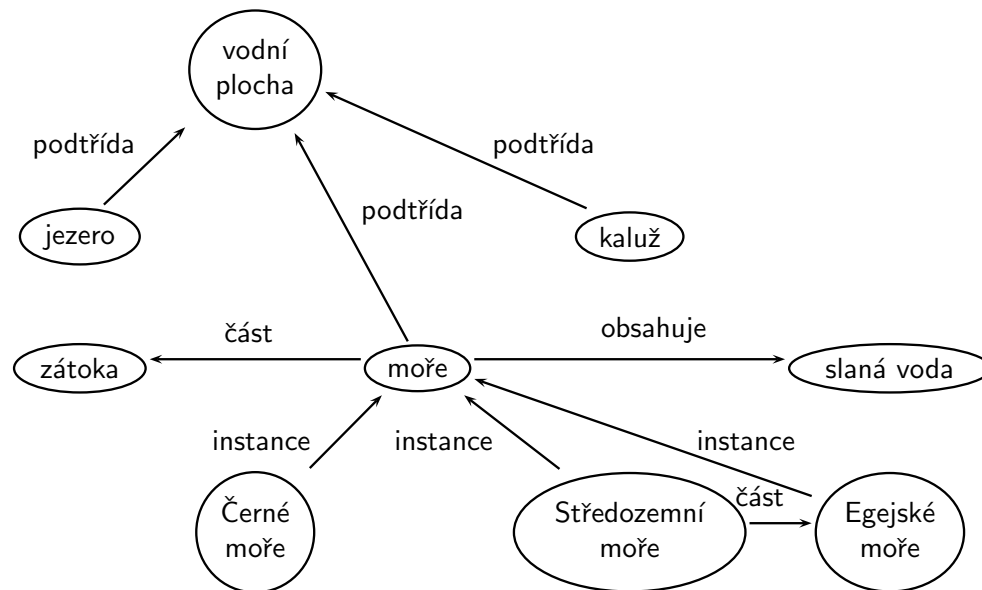 vodní
plocha
podtřída
podtřída
podtřída
jezero
kaluž
část
obsahuje
zátoka
moře
slaná voda
instance
instance
instance
Černé
moře
Středozemní
moře
část
Egejské
moře